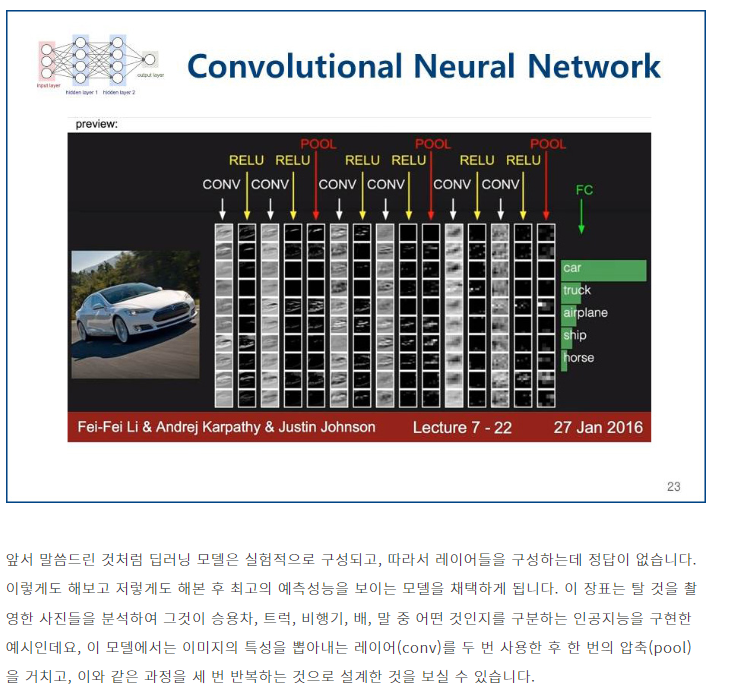 input layer
hidden layer 1 hidden layer 2
output layer
Convolutional Neural Network
preview:
POOL POOL POOL
RELU RELU RELU RELU RELU RELU
CONV CONV CONV CONV CONV CONV
FC
car
truck
airplane
ship
horse
Fei-Fei Li & Andrej Karpathy & Justin Johnson Lecture 7 - 22 27 Jan 2016
23
앞서 말씀드린 것처럼 딥러닝 모델은 실험적으로 구성되고, 따라서 레이어들을 구성하는데 정답이 없습니다.
이렇게도 해보고 저렇게도 해본 후 최고의 예측성능을 보이는 모델을 채택하게 됩니다. 이 장표는 탈 것을 촬
영한 사진들을 분석하여 그것이 승용차, 트럭, 비행기, 배, 말 중 어떤 것인지를 구분하는 인공지능을 구현한
예시인데요, 이 모델에서는 이미지의 특성을 뽑아내는 레이어(conv)를 두 번 사용한 후 한 번의 압축(pool)
을 거치고, 이와 같은 과정을 세 번 반복하는 것으로 설계한 것을 보실 수 있습니다.